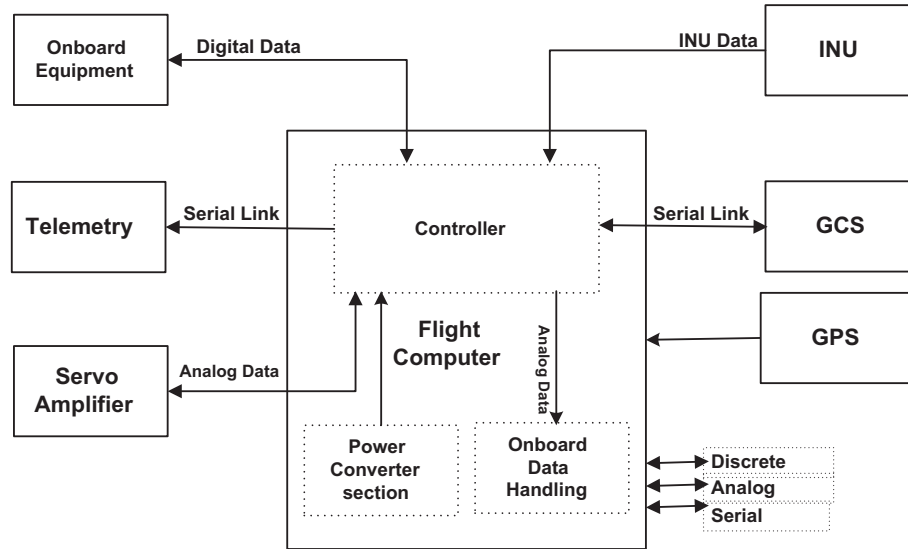 Onboard
Equipment
Digital Data
INU Data
INU
Telemetry
Serial Link
Controller
Serial Link
GCS
Servo
Amplifier
Analog Data
Flight
Computer
Analog Data
GPS
Power
Converter
section
Onboard
Data
Handling
Discrete
Analog
Serial